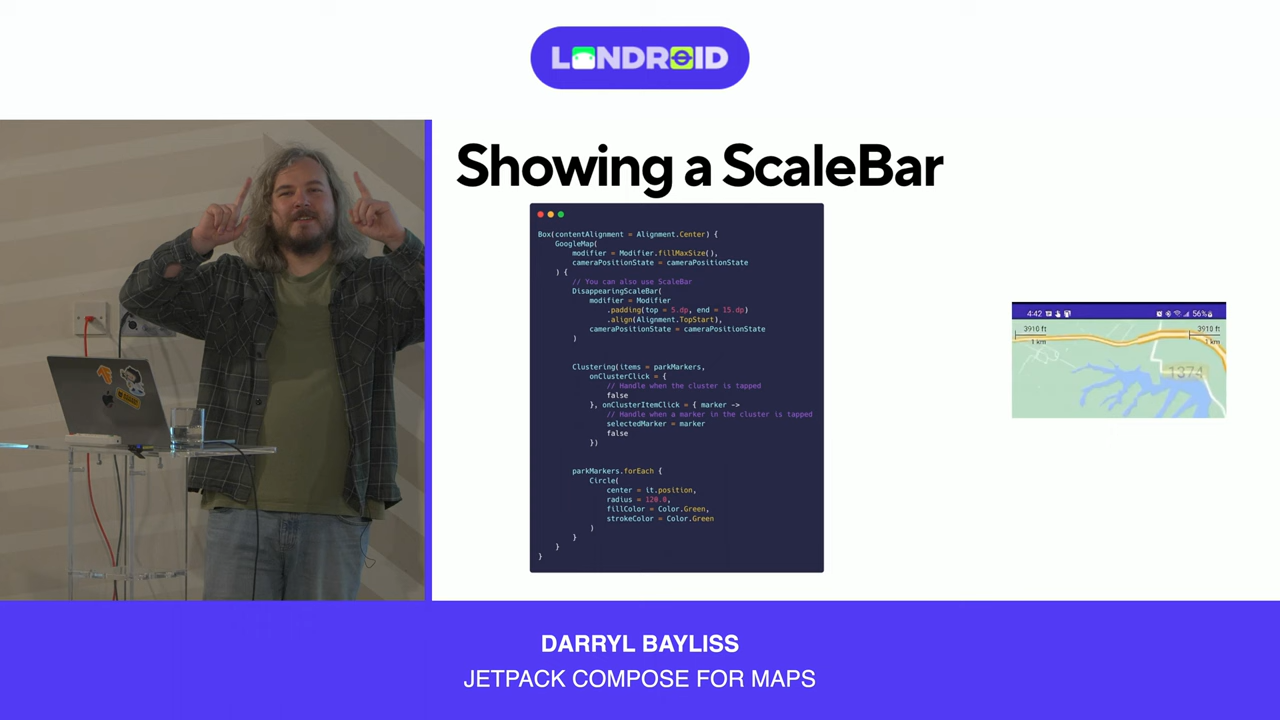 LONDROID
Showing a ScaleBar
Box(contentAlignment = Alignment.Center) {
GoogleMap(
modifier = Modifier.fillMaxSize(),
cameraPositionState = cameraPositionState
) {
// You can also use ScaleBar
DisappearingScaleBar(
modifier = Modifier
.padding(top = 5.dp, end = 15.dp)
.align(Alignment.TopStart),
cameraPositionState = cameraPositionState
)
Clustering(items = parkMarkers,
onClusterClick = {
// Handle when the cluster is tapped
false
}, onClusterItemClick = { marker ->
// Handle when a marker in the cluster is tapped
selectedMarker = marker
false
})
parkMarkers.forEach {
Circle(
center = it.position,
radius = 120.0,
fillColor = Color.Green,
strokeColor = Color.Green
)
}
}
}
4:42 56%
3910 ft 3910 ft
1 km 1 km
1374
DARRYL BAYLISS
JETPACK COMPOSE FOR MAPS